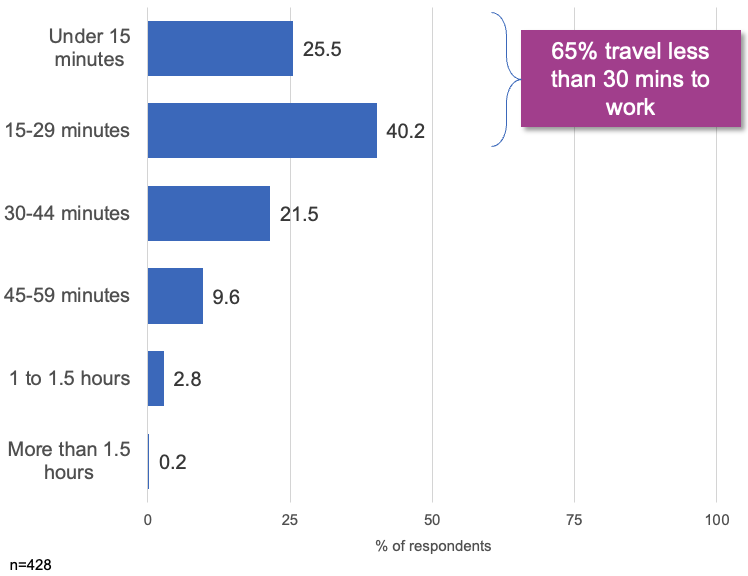 Under 15
minutes
25.5
65% travel less
than 30 mins to
work
15-29 minutes
40.2
30-44 minutes
21.5
45-59 minutes
9.6
1 to 1.5 hours
2.8
More than 1.5
hours
0.2
0 25 50 75 100
% of respondents
n=428